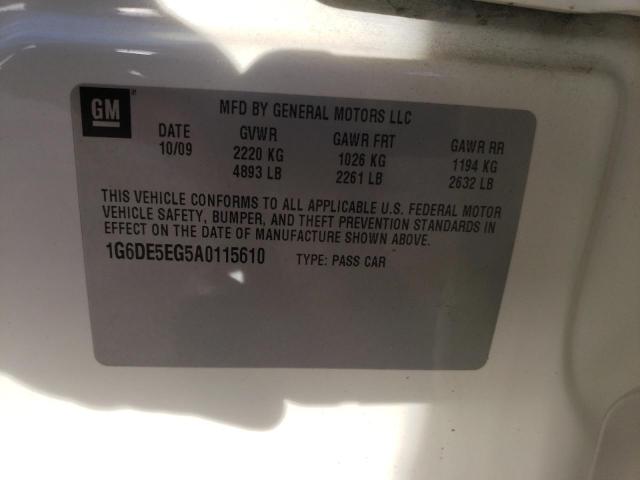 GM
MFD BY GENERAL MOTORS LLC
DATE GVWR GAWR FRT GAWR RR
10/09 2220 KG 1026 KG 1194 KG
4893 LB 2261 LB 2632 LB
THIS VEHICLE CONFORMS TO ALL APPLICABLE U.S. FEDERAL MOTOR
VEHICLE SAFETY, BUMPER, AND THEFT PREVENTION STANDARDS IN
EFFECT ON THE DATE OF MANUFACTURE SHOWN ABOVE.
1G6DE5EG5A0115610 TYPE: PASS CAR